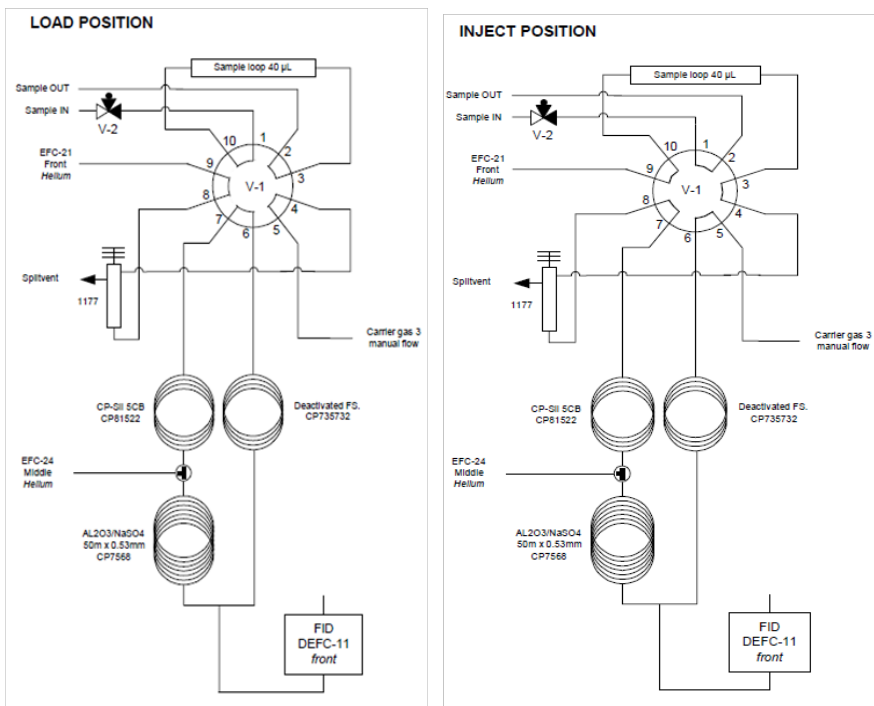 LOAD POSITION
Sample loop 40 µL
Sample OUT
Sample IN
V-2
10
1
2
EFC-21
Front
Helium
9
3
V-1
8
4
7
5
6
Splitvent
1177
Carrier gas 3
manual flow
CP-Sil 5CB
CP81522
Deactivated FS.
CP735732
EFC-24
Middle
Helium
AL2O3/NaSO4
50m x 0.53mm
CP7568
FID
DEFC-11
front
INJECT POSITION
Sample loop 40 µL
Sample OUT
Sample IN
V-2
10
1
2
EFC-21
Front
Helium
9
3
V-1
8
4
7
5
6
Splitvent
1177
Carrier gas 3
manual flow
CP-Sil 5CB
CP81522
Deactivated FS.
CP735732
EFC-24
Middle
Helium
AL2O3/NaSO4
50m x 0.53mm
CP7568
FID
DEFC-11
front